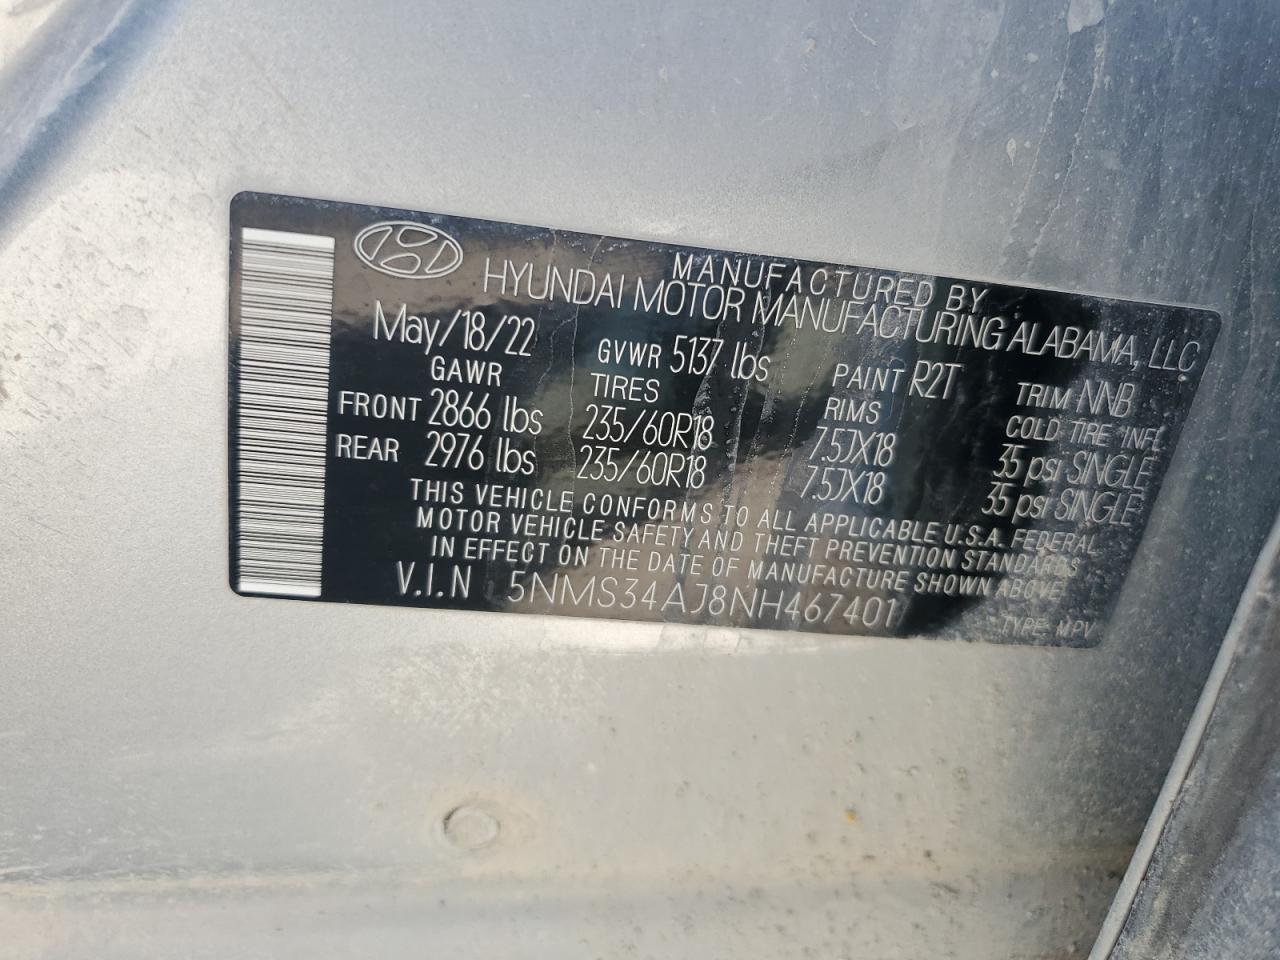 MANUFACTURED BY
HYUNDAI MOTOR MANUFACTURING ALABAMA, LLC
May/18/22 GVWR 5137 lbs PAINT R2T TRIM NNB
GAWR TIRES RIMS COLD TIRE INFL
FRONT 2866 lbs 235/60R18 7.5JX18 35 psi SINGLE
REAR 2976 lbs 235/60R18 7.5JX18 35 psi SINGLE
THIS VEHICLE CONFORMS TO ALL APPLICABLE U.S.A. FEDERAL
MOTOR VEHICLE SAFETY AND THEFT PREVENTION STANDARDS
IN EFFECT ON THE DATE OF MANUFACTURE SHOWN ABOVE
V.I.N 5NMS34AJ8NH467401
TYPE: MPV